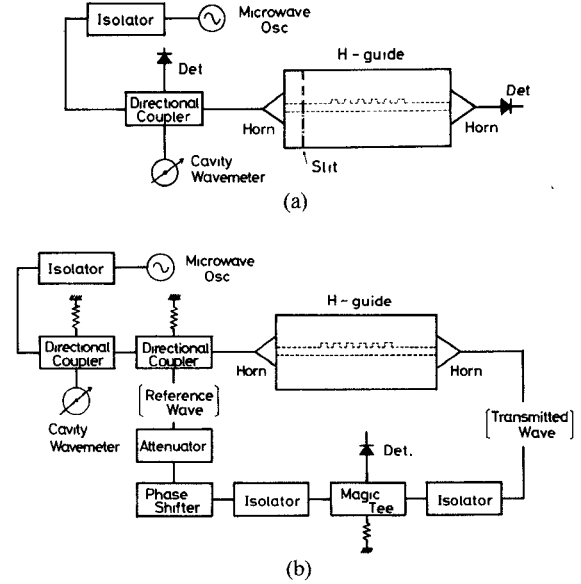 Isolator
Microwave
Osc
Det
H-guide
Directional
Coupler
Horn
Horn
Det
Slit
Cavity
Wavemeter
(a)
Isolator
Microwave
Osc
H-guide
Directional
Coupler
Directional
Coupler
Horn
Horn
Cavity
Wavemeter
[Reference
Wave]
[Transmitted
Wave]
Attenuator
Det.
Phase
Shifter
Isolator
Magic
Tee
Isolator
(b)